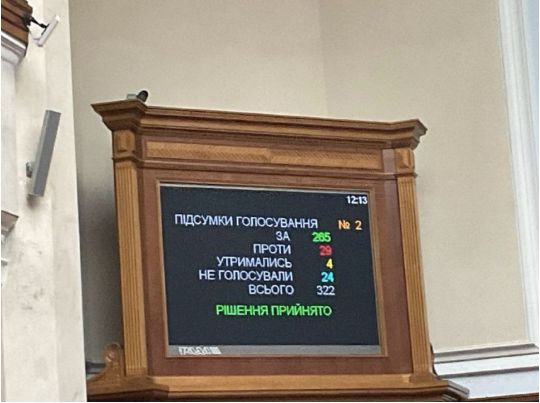 12:13
ПІДСУМКИ ГОЛОСУВАННЯ № 2
ЗА 265
ПРОТИ 29
УТРИМАЛИСЬ 4
НЕ ГОЛОСУВАЛИ 24
ВСЬОГО 322
РІШЕННЯ ПРИЙНЯТО